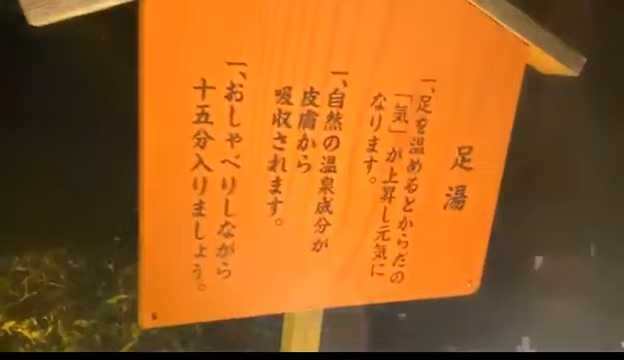 足湯
一、足を温めるとからだの
「気」が上昇し元気に
なります。
一、自然の温泉成分が
皮膚から
吸収されます。
一、おしゃべりしながら
十五分入りましょう。